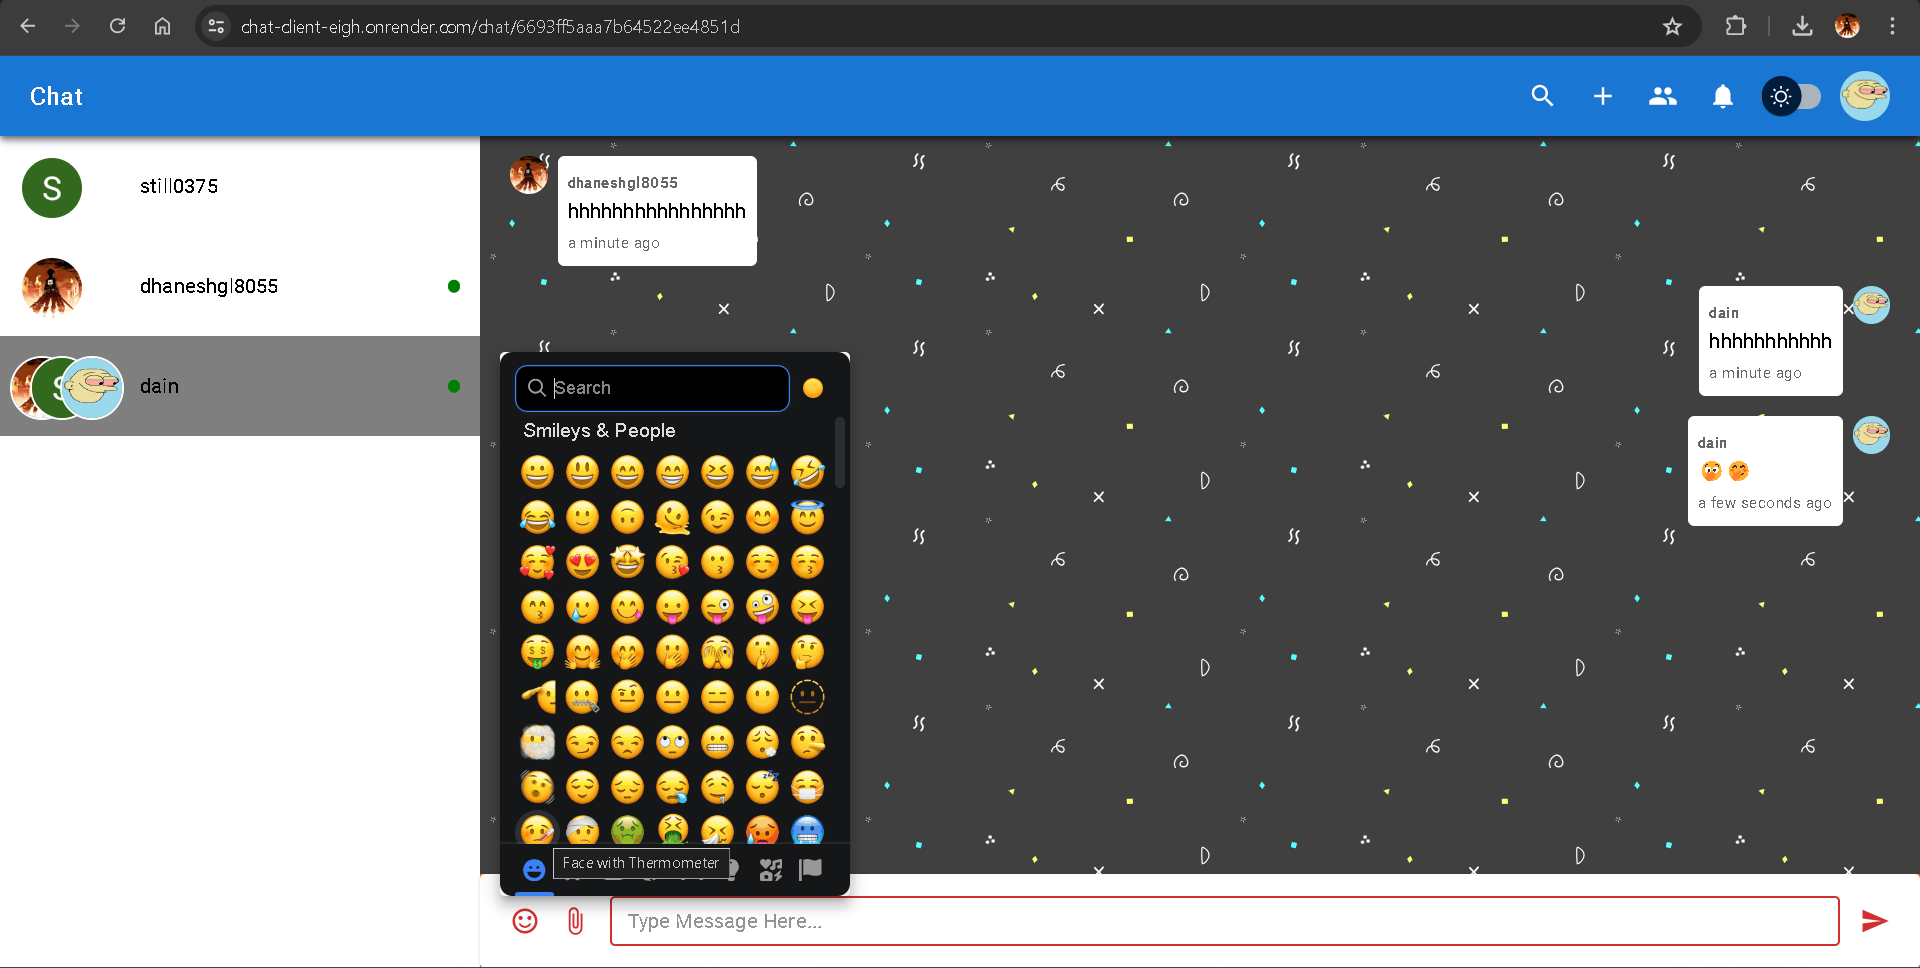 chat-client-eigh.onrender.com/chat/6693ff5aaa7b64522ee4851d
Chat
S
still0375
dhaneshgl8055
S
dain
dhaneshgl8055
hhhhhhhhhhhhhhhh
a minute ago
dain
hhhhhhhhhhh
a minute ago
dain
🫣🤭
a few seconds ago
Search
Smileys & People
Face with Thermometer
Type Message Here...